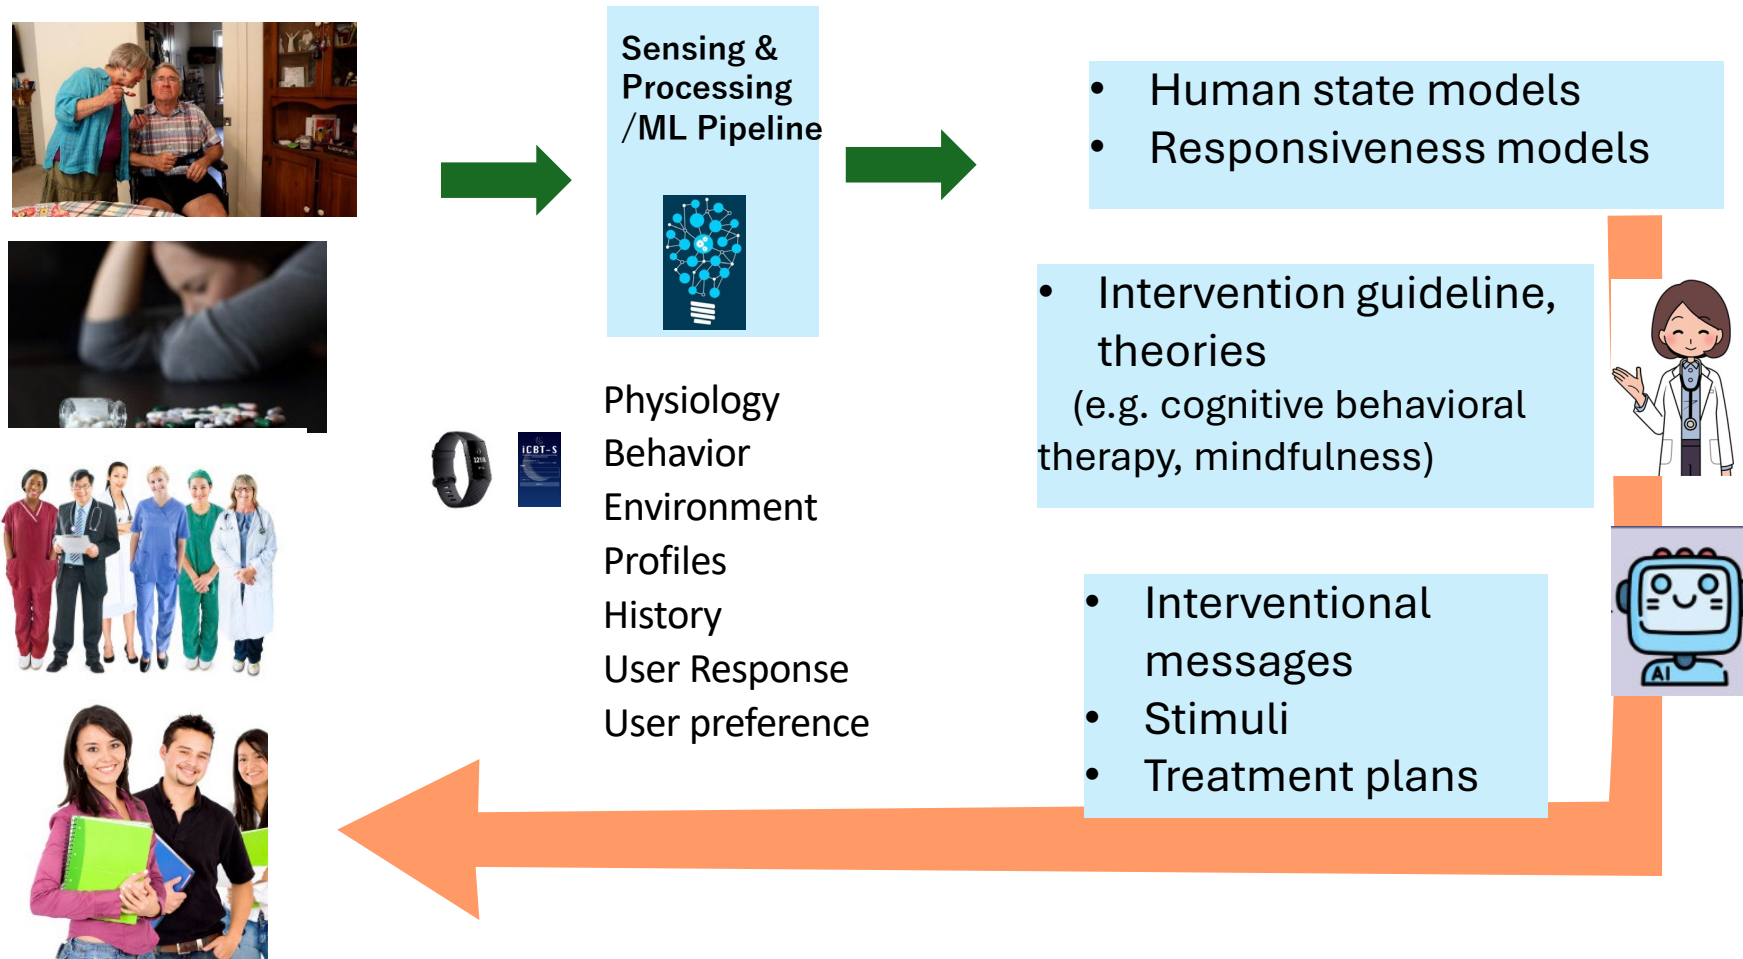 Sensing &
Processing
/ML Pipeline
• Human state models
• Responsiveness models
• Intervention guideline,
theories
(e.g. cognitive behavioral
therapy, mindfulness)
Physiology
Behavior
Environment
Profiles
History
User Response
User preference
iCBT-S
• Interventional
messages
• Stimuli
• Treatment plans
AI